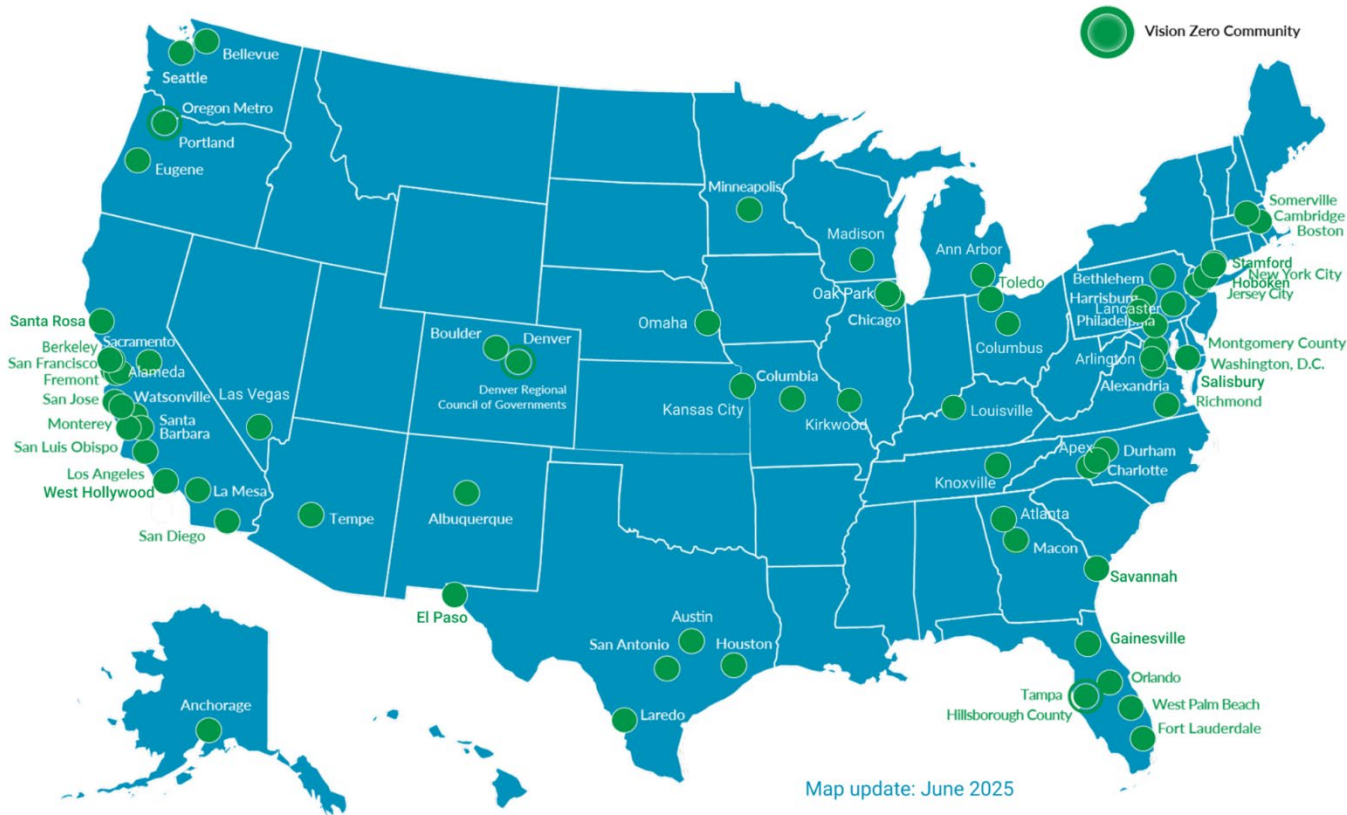 Vision Zero Community
Bellevue
Seattle
Oregon Metro
Portland
Eugene
Minneapolis
Madison
Ann Arbor
Toledo
Oak Park
Chicago
Columbus
Omaha
Boulder
Denver
Denver Regional
Council of Governments
Columbia
Kansas City
Kirkwood
Louisville
Somerville
Cambridge
Boston
Stamford
New York City
Hoboken
Jersey City
Bethlehem
Harrisburg
Lancaster
Philadelphia
Montgomery County
Arlington
Washington, D.C.
Salisbury
Alexandria
Richmond
Santa Rosa
Sacramento
Berkeley
San Francisco
Alameda
Fremont
San Jose
Watsonville
Las Vegas
Monterey
Santa
Barbara
San Luis Obispo
Los Angeles
West Hollywood
La Mesa
San Diego
Tempe
Albuquerque
Apex
Durham
Charlotte
Knoxville
Atlanta
Macon
Savannah
El Paso
Austin
San Antonio
Houston
Laredo
Gainesville
Orlando
Tampa
Hillsborough County
West Palm Beach
Fort Lauderdale
Anchorage
Map update: June 2025